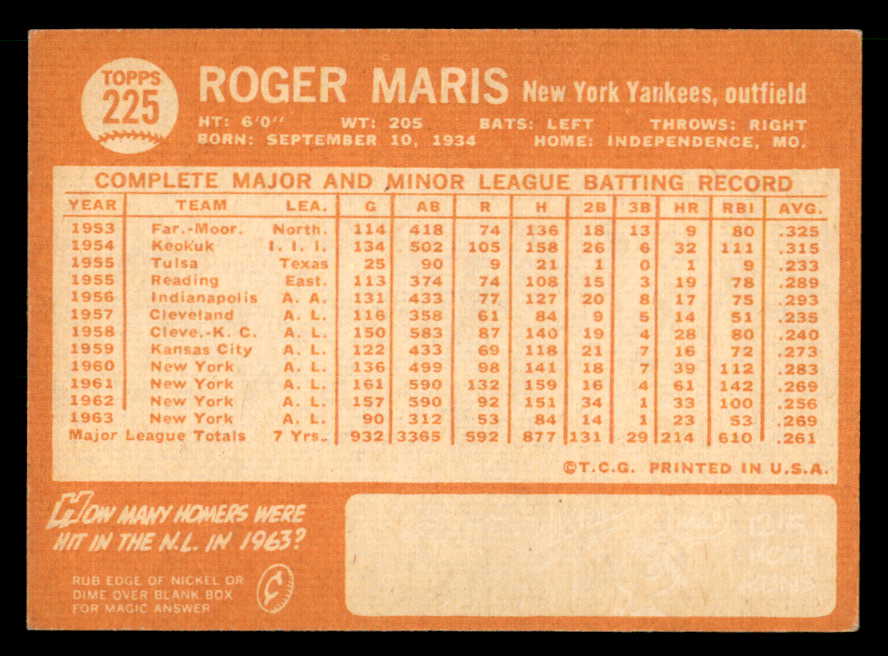 TOPPS
225
ROGER MARIS New York Yankees, outfield
HT: 6'0" WT: 205 BATS: LEFT THROWS: RIGHT
BORN: SEPTEMBER 10, 1934 HOME: INDEPENDENCE, MO.
COMPLETE MAJOR AND MINOR LEAGUE BATTING RECORD
YEAR TEAM LEA. G AB R H 2B 3B HR RBI AVG.
1953 Far.-Moor. North. 114 418 74 136 18 13 9 80 .325
1954 Keokuk I. I. I. 134 502 105 158 26 6 32 111 .315
1955 Tulsa Texas 25 90 9 21 1 0 1 9 .233
1955 Reading East. 113 374 74 108 15 3 19 78 .289
1956 Indianapolis A. A. 131 433 77 127 20 8 17 75 .293
1957 Cleveland A. L. 116 358 61 84 9 5 14 51 .235
1958 Cleve.-K. C. A. L. 150 583 87 140 19 4 28 80 .240
1959 Kansas City A. L. 122 433 69 118 21 7 16 72 .273
1960 New York A. L. 136 499 98 141 18 7 39 112 .283
1961 New York A. L. 161 590 132 159 16 4 61 142 .269
1962 New York A. L. 157 590 92 151 34 1 33 100 .256
1963 New York A. L. 90 312 53 84 14 1 23 53 .269
Major League Totals 7 Yrs. 932 3365 592 877 131 29 214 610 .261
©T.C.G. PRINTED IN U.S.A.
HOW MANY HOMERS WERE
HIT IN THE N.L. IN 1963?
RUB EDGE OF NICKEL OR
DIME OVER BLANK BOX
FOR MAGIC ANSWER
HOME